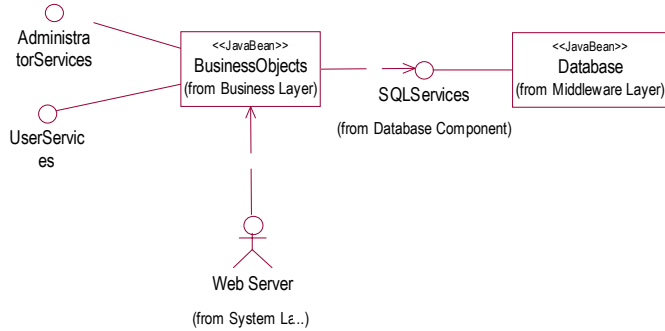 Administra
torServices
<<JavaBean>>
BusinessObjects
(from Business Layer)
SQLServices
(from Database Component)
<<JavaBean>>
Database
(from Middleware Layer)
UserServic
es
Web Server
(from System La...)